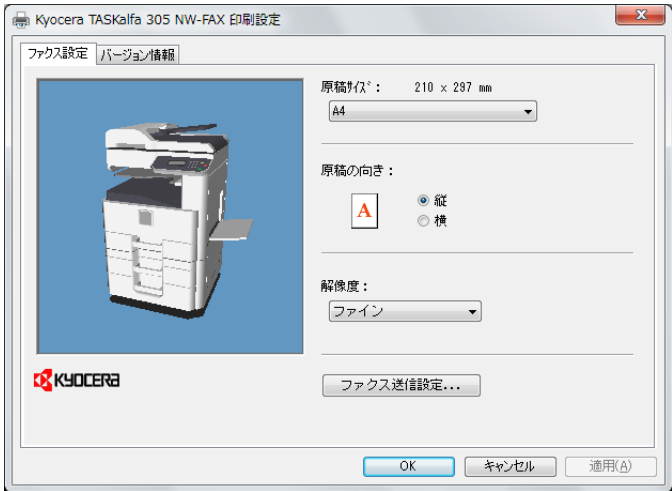 Kyocera TASKalfa 305 NW-FAX 印刷設定
ファクス設定 バージョン情報
原稿ｻｲｽﾞ: 210 x 297 mm
A4
原稿の向き:
A
縦
横
解像度:
ファイン
KYOCERA
ファクス送信設定...
OK キャンセル 適用(A)